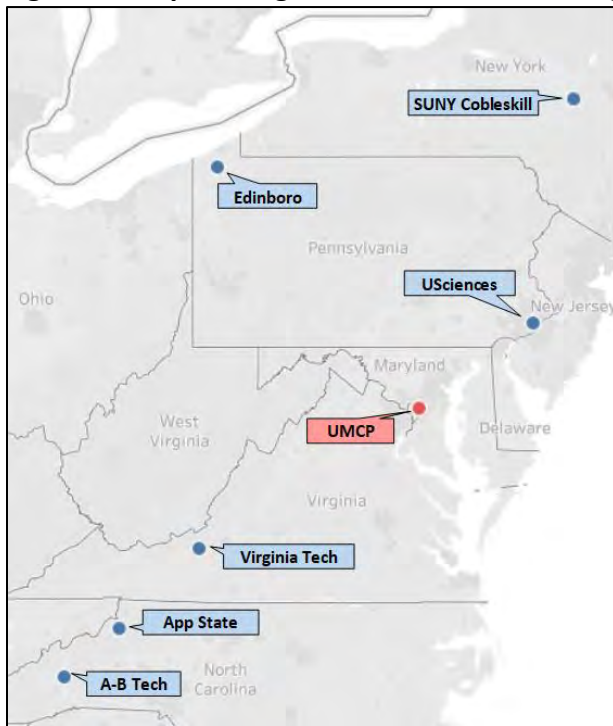 New York
SUNY Cobleskill
Edinboro
Pennsylvania
USciences
Ohio
New Jersey
Maryland
West
Virginia
UMCP
Delaware
Virginia
Virginia Tech
App State
North
Carolina
A-B Tech